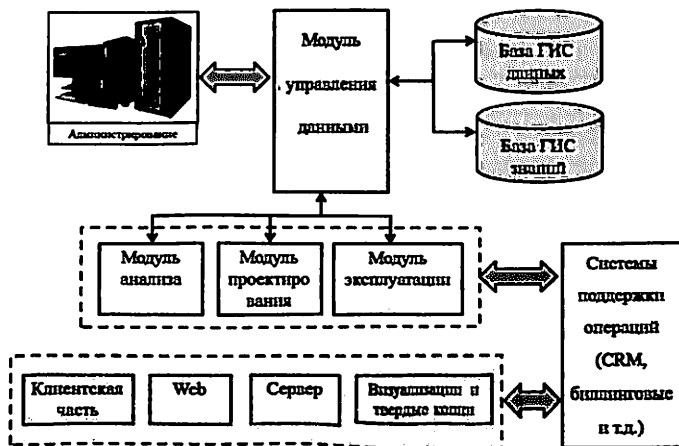 Администрирование
Модуль
управления
данными
База ГИС
данных
База ГИС
знаний
Модуль
анализа
Модуль
проектиро
вания
Модуль
эксплуатации
Системы
поддержки
операций
(CRM,
биллинговые
и т.д.)
Клиентская
часть
Web
Сервер
Визуализации и
твердые копии